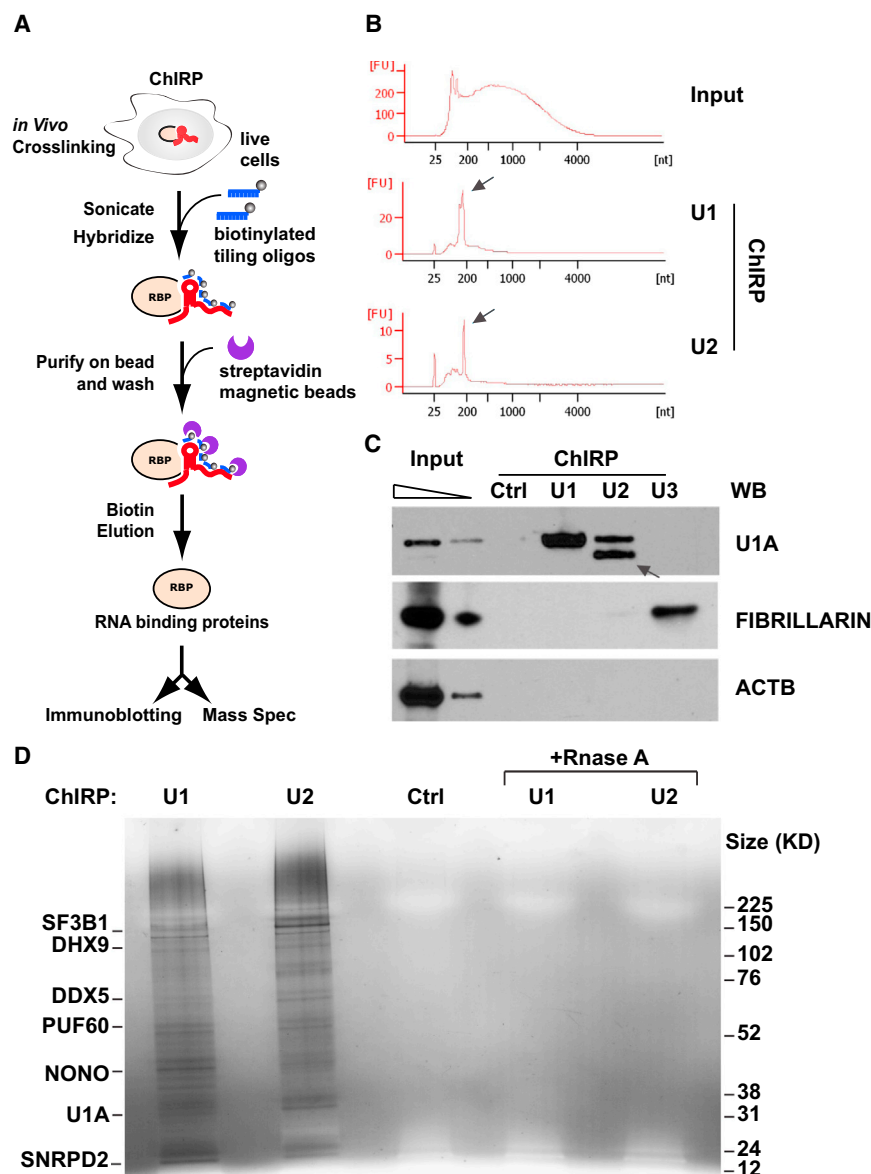 A
ChIRP
in Vivo
Crosslinking
live
cells
Sonicate
Hybridize
biotinylated
tiling oligos
RBP
Purify on bead
and wash
streptavidin
magnetic beads
RBP
Biotin
Elution
RBP
RNA binding proteins
Immunoblotting
Mass Spec
B
[FU]
300
200
100
0
25
200
1000
4000
[nt]
Input
[FU]
20
0
25
200
1000
4000
[nt]
U1
[FU]
10
5
0
25
200
1000
4000
[nt]
U2
ChIRP
C
Input
ChIRP
Ctrl U1 U2 U3 WB
U1A
FIBRILLARIN
ACTB
D
+Rnase A
ChIRP: U1 U2 Ctrl U1 U2
Size (KD)
SF3B1
DHX9
DDX5
PUF60
NONO
U1A
SNRPD2
225
150
102
76
52
38
31
24
12